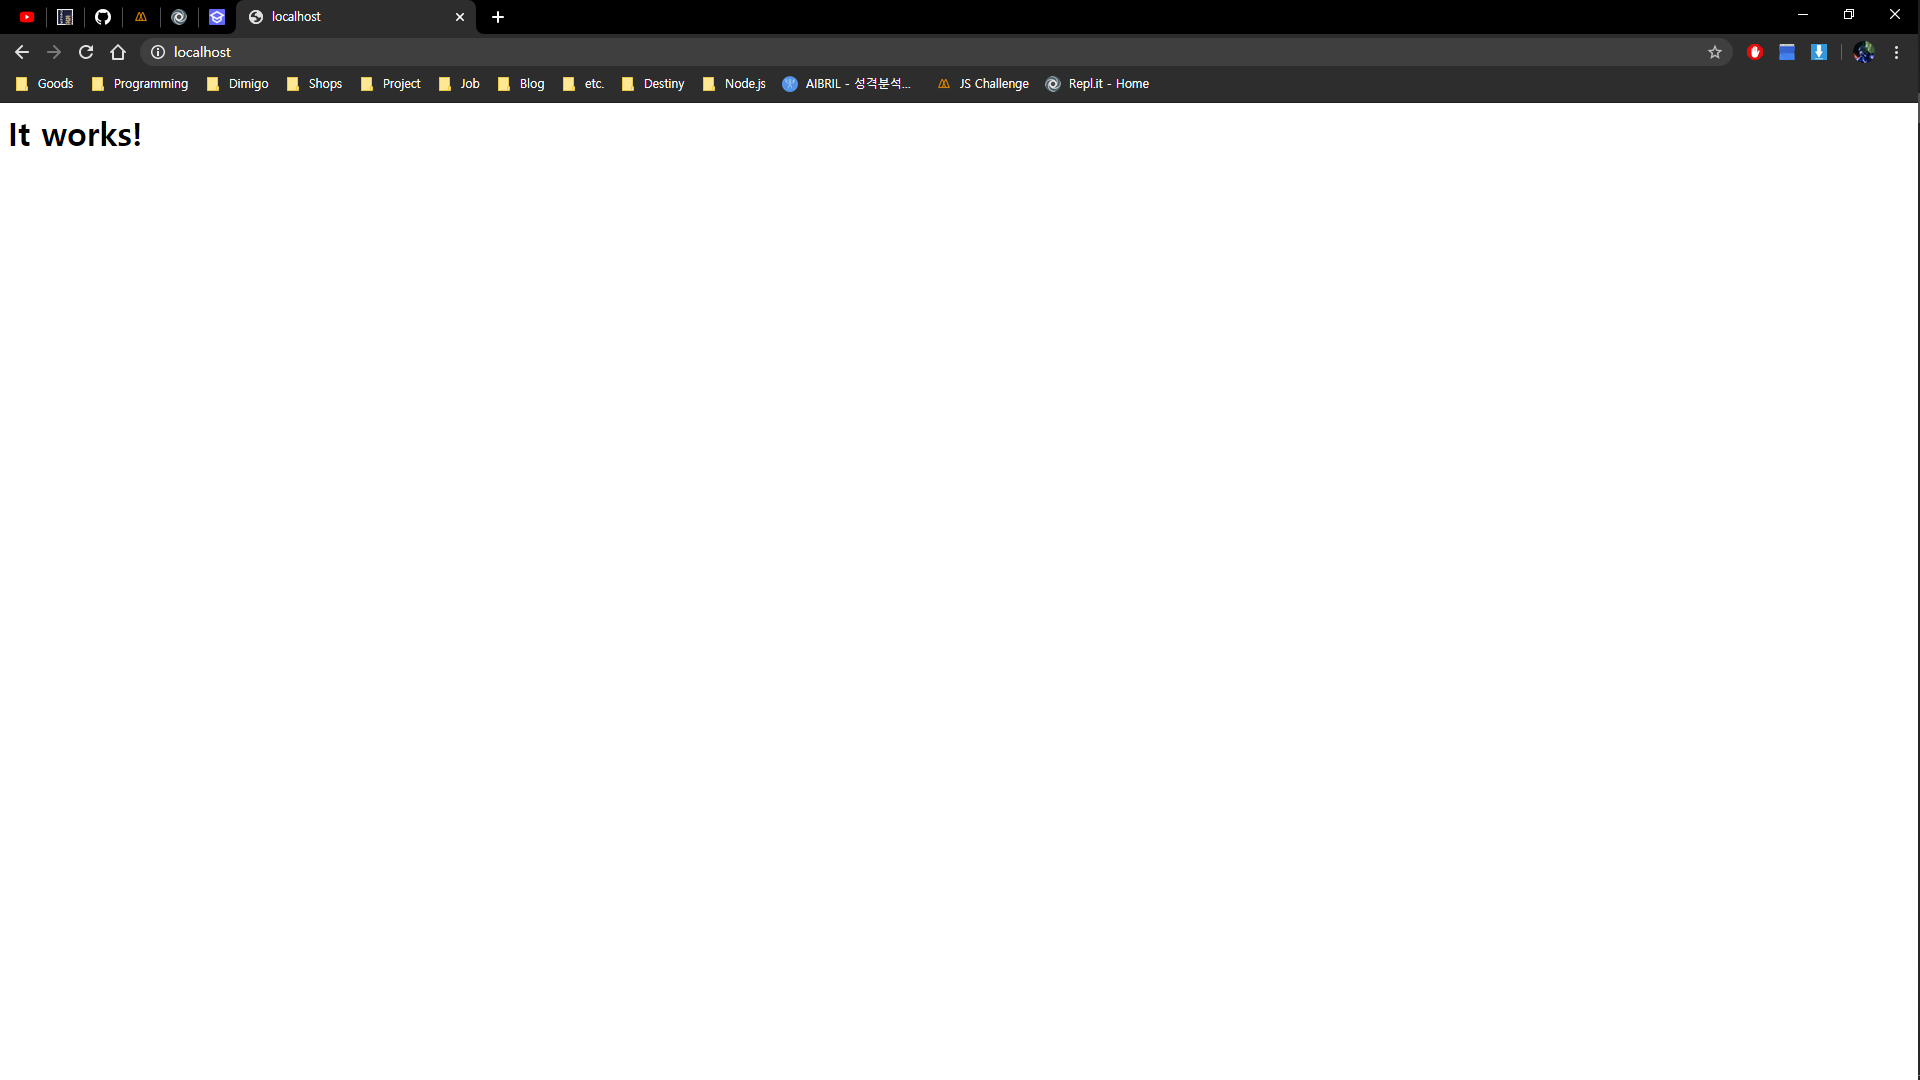 localhost
localhost
Goods Programming Dimigo Shops Project Job Blog etc. Destiny Node.js AIBRIL - 성격분석... JS Challenge Repl.it - Home
It works!